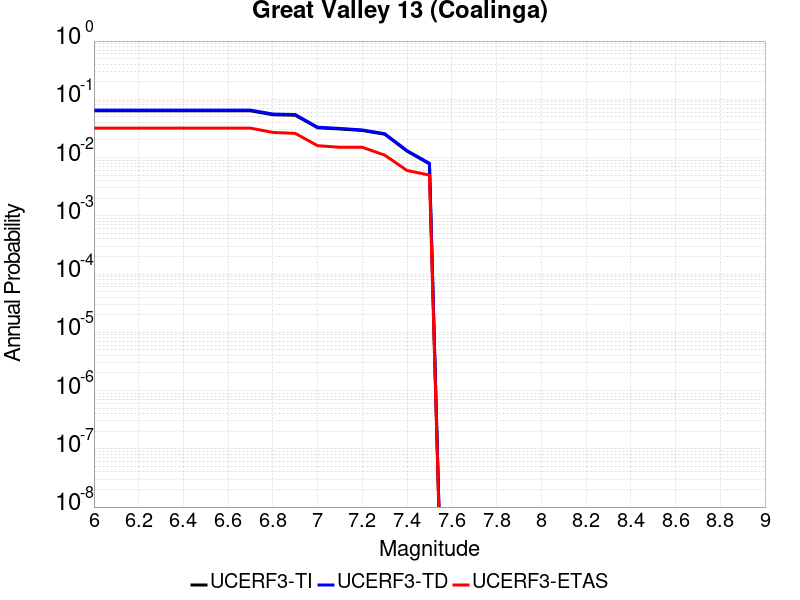 Great Valley 13 (Coalinga)
10^0
10^-1
10^-2
10^-3
10^-4
10^-5
10^-6
10^-7
10^-8
Annual Probability
6 6.2 6.4 6.6 6.8 7 7.2 7.4 7.6 7.8 8 8.2 8.4 8.6 8.8 9
Magnitude
UCERF3-TI UCERF3-TD UCERF3-ETAS